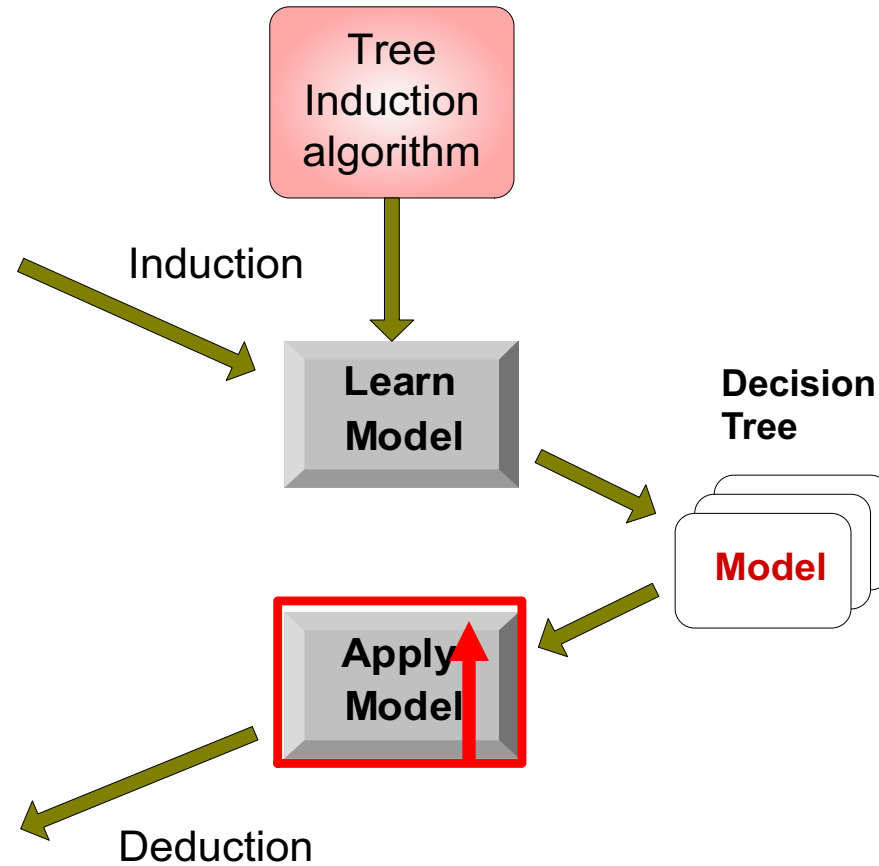 Tree
Induction
algorithm
Induction
Learn
Model
Decision
Tree
Model
Apply
Model
Deduction